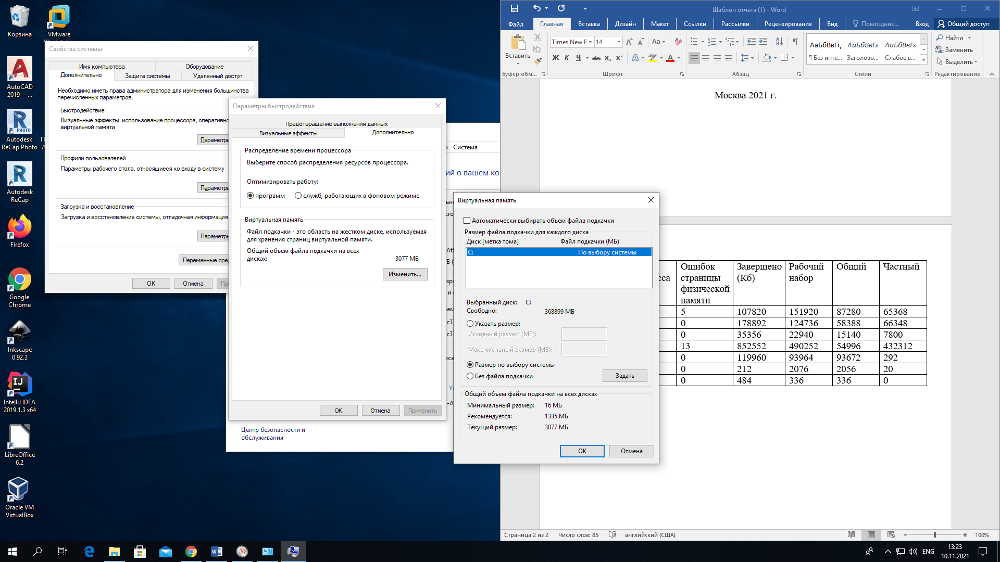 Корзина
VMware
AutoCAD
2019 —...
Autodesk
ReCap Photo
Autodesk
ReCap
Firefox
Google
Chrome
Inkscape
0.92.3
IntelliJ IDEA
2019.1.3 x64
LibreOffice
6.2
Oracle VM
VirtualBox
Свойства системы
Имя компьютера
Оборудование
Дополнительно
Защита системы
Удаленный доступ
Необходимо иметь права администратора для изменения большинства
перечисленных параметров.
Быстродействие
Визуальные эффекты, использование процессора, оперативно
виртуальной памяти
Параметры
Профили пользователей
Параметры рабочего стола, относящиеся ко входу в систему
Параметры
Загрузка и восстановление
Загрузка и восстановление системы, отладочная информация
Параметры
Переменные сре
ОК
Отмена
Пр
Параметры быстродействия
Предотвращение выполнения данных
Визуальные эффекты
Дополнительно
Распределение времени процессора
Выберите способ распределения ресурсов процессора.
Оптимизировать работу:
программ
служб, работающих в фоновом режиме
Виртуальная память
Файл подкачки - это область на жестком диске, используемая
для хранения страниц виртуальной памяти.
Общий объем файла подкачки на всех
дисках:
3077 МБ
Изменить...
ОК
Отмена
Применить
Система
ий о вашем ко
Центр безопасности и
обслуживания
Виртуальная память
Автоматически выбирать объем файла подкачки
Размер файла подкачки для каждого диска
Диск [метка тома]
Файл подкачки (МБ)
C:
По выбору системы
Выбранный диск:
C:
Свободно:
368899 МБ
Указать размер:
Исходный размер (МБ):
Максимальный размер (МБ):
Размер по выбору системы
Без файла подкачки
Задать
Общий объем файла подкачки на всех дисках
Минимальный размер:
16 МБ
Рекомендуется:
1335 МБ
Текущий размер:
3077 МБ
ОК
Отмена
Шаблон отчета (1) - Word
Файл
Главная
Вставка
Дизайн
Макет
Ссылки
Рассылки
Рецензирование
Вид
Помощник...
Вход
Общий доступ
Вставить
Times New R
14
Aa
Ж К Ч abc x₂ x²
АаБбВвГг,
АаБбВвГг
АаБбВвГг
¶ Без инте...
Заголово...
Слабое в...
Найти
Заменить
Выделить
Буфер обм...
Шрифт
Абзац
Стили
Редактирование
Москва 2021 г.
сса
Ошибок
страницы
физической
памяти
Завершено
(Кб)
Рабочий
набор
Общий
Частный
5 107820 151920 87280 65368
0 178892 124736 58388 66348
0 35356 22940 15140 7800
13 852552 490252 54996 432312
0 119960 93964 93672 292
0 212 2076 2056 20
0 484 336 336 0
Страница 2 из 2
Число слов: 85
английский (США)
100%
ENG
13:23
10.11.2021